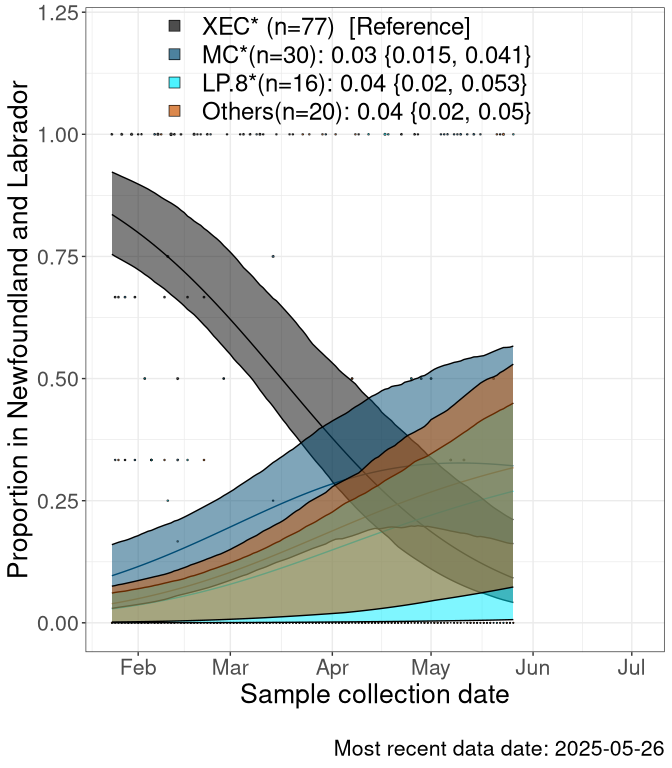 XEC* (n=77) [Reference]
MC*(n=30): 0.03 {0.015, 0.041}
LP.8*(n=16): 0.04 {0.02, 0.053}
Others(n=20): 0.04 {0.02, 0.05}
1.25
1.00
0.75
0.50
0.25
0.00
Proportion in Newfoundland and Labrador
Feb Mar Apr May Jun Jul
Sample collection date
Most recent data date: 2025-05-26